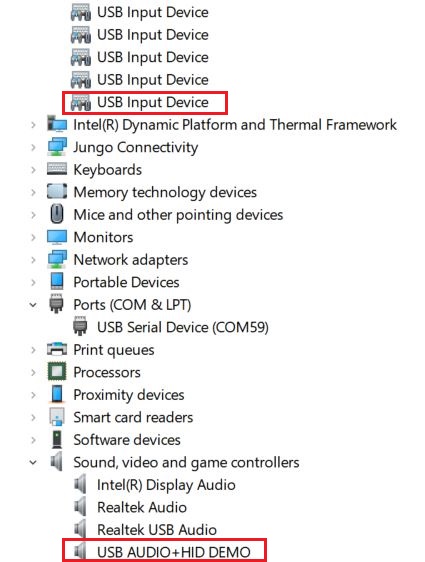 USB Input Device
USB Input Device
USB Input Device
USB Input Device
USB Input Device
Intel(R) Dynamic Platform and Thermal Framework
Jungo Connectivity
Keyboards
Memory technology devices
Mice and other pointing devices
Monitors
Network adapters
Portable Devices
Ports (COM & LPT)
USB Serial Device (COM59)
Print queues
Processors
Proximity devices
Smart card readers
Software devices
Sound, video and game controllers
Intel(R) Display Audio
Realtek Audio
Realtek USB Audio
USB AUDIO+HID DEMO